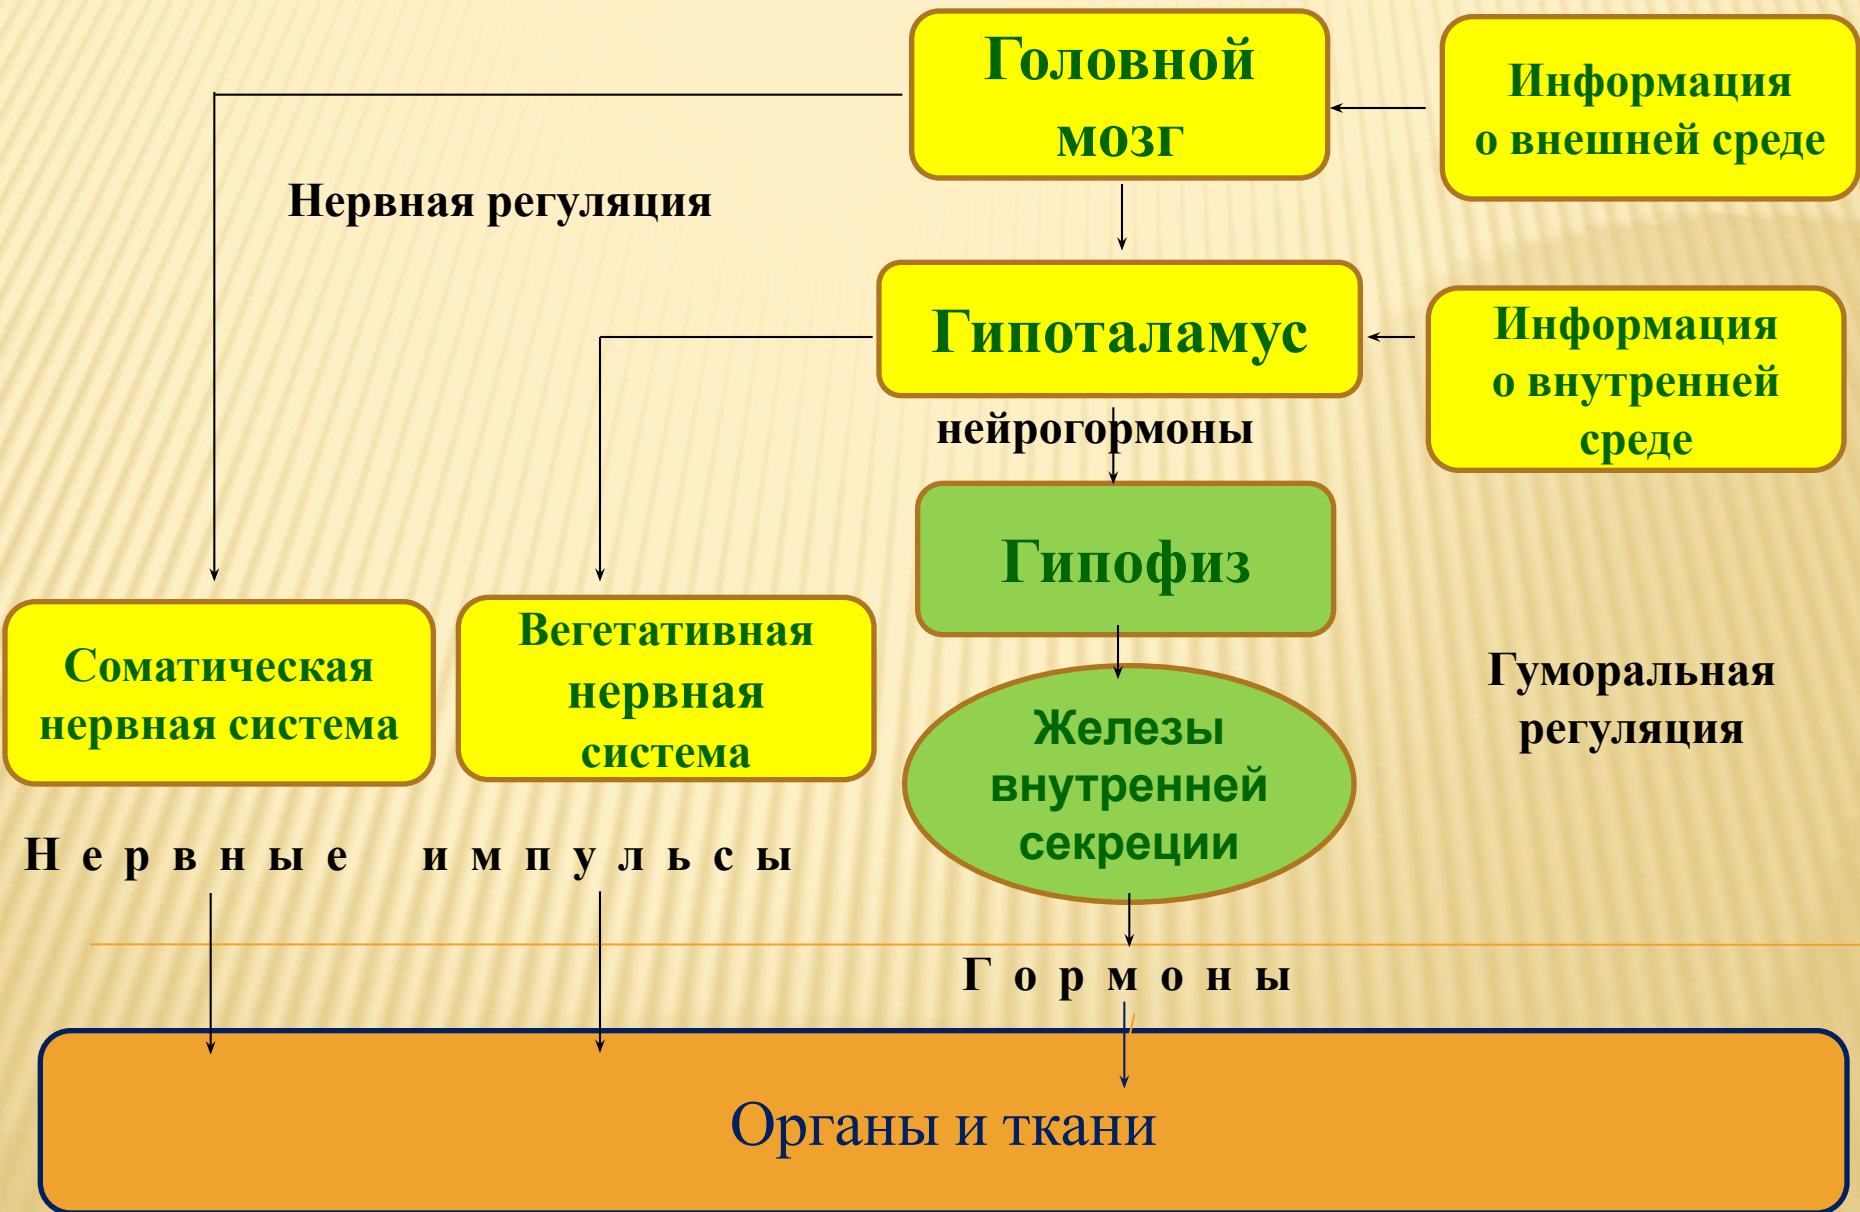 Головной
мозг
Информация
о внешней среде
Нервная регуляция
Гипоталамус
Информация
о внутренней
среде
нейрогормоны
Гипофиз
Соматическая
нервная система
Вегетативная
нервная
система
Железы
внутренней
секреции
Гуморальная
регуляция
Нервные импульсы
Гормоны
Органы и ткани